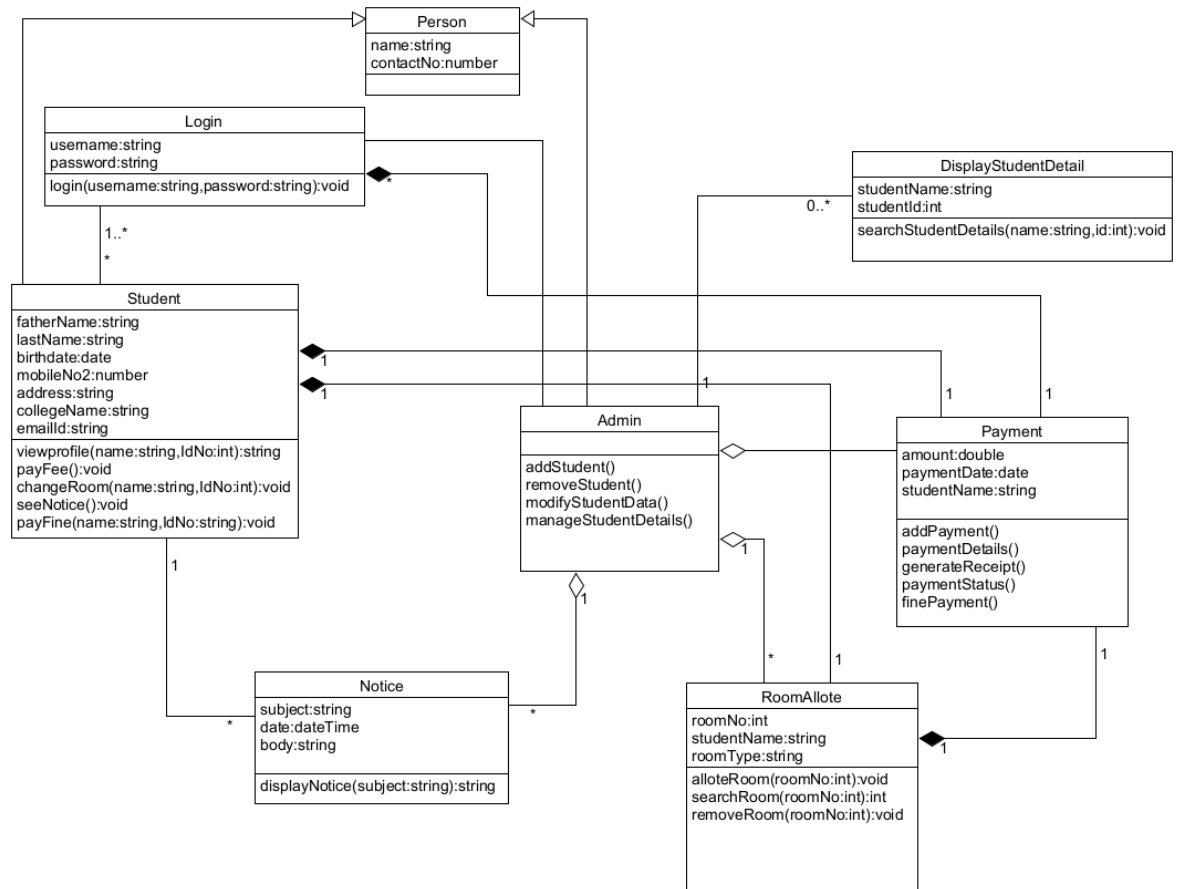 Person
name:string
contactNo:number
Login
username:string
password:string
login(username:string,password:string):void
*
1..*
*
DisplayStudentDetail
studentName:string
studentId:int
searchStudentDetails(name:string,id:int):void
0..*
1
Student
fatherName:string
lastName:string
birthdate:date
mobileNo2:number
address:string
collegeName:string
emailId:string
viewprofile(name:string,IdNo:int):string
payFee():void
changeRoom(name:string,IdNo:int):void
seeNotice():void
payFine(name:string,IdNo:string):void
1
1
1
Admin
addStudent()
removeStudent()
modifyStudentData()
manageStudentDetails()
1
1
1
1
Payment
amount:double
paymentDate:date
studentName:string
addPayment()
paymentDetails()
generateReceipt()
paymentStatus()
finePayment()
1
Notice
subject:string
date:dateTime
body:string
displayNotice(subject:string):string
*
*
*
1
RoomAllote
roomNo:int
studentName:string
roomType:string
alloteRoom(roomNo:int):void
searchRoom(roomNo:int):int
removeRoom(roomNo:int):void
1